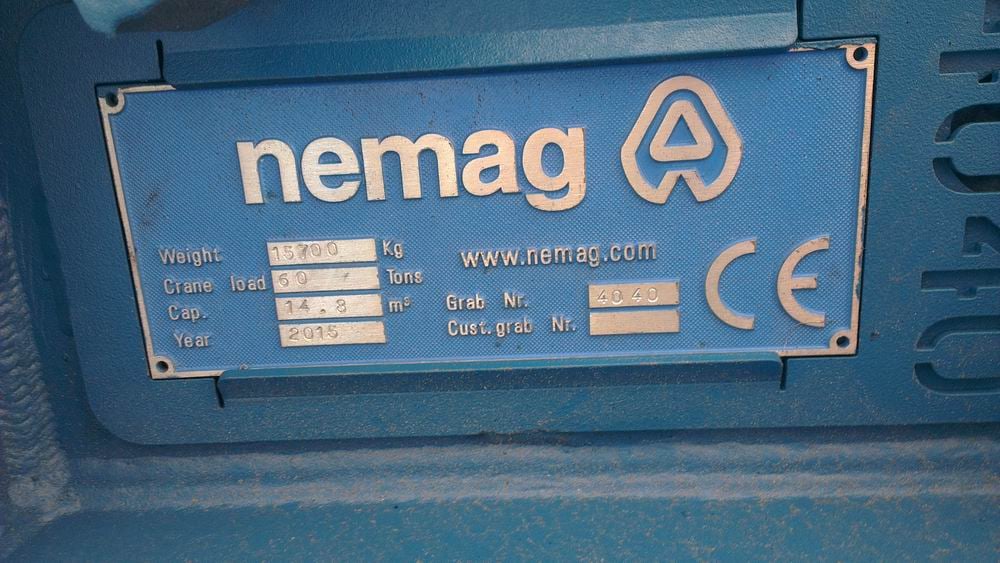 nemag
Weight 15700 Kg
Crane load 60 Tons
Cap. 14.8 m³
Year 2015
www.nemag.com
Grab Nr. 4040
Cust.grab Nr.
CE